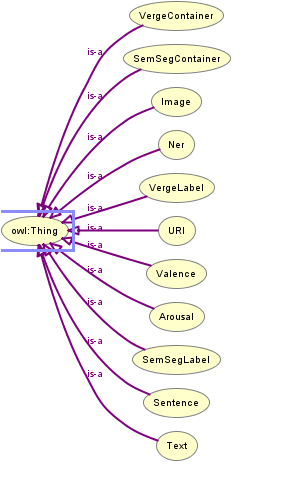 VergeContainer
is-a
SemSegContainer
is-a
Image
is-a
Ner
is-a
VergeLabel
is-a
owl:Thing
URI
is-a
is-a
Valence
is-a
Arousal
is-a
SemSegLabel
is-a
Sentence
is-a
Text